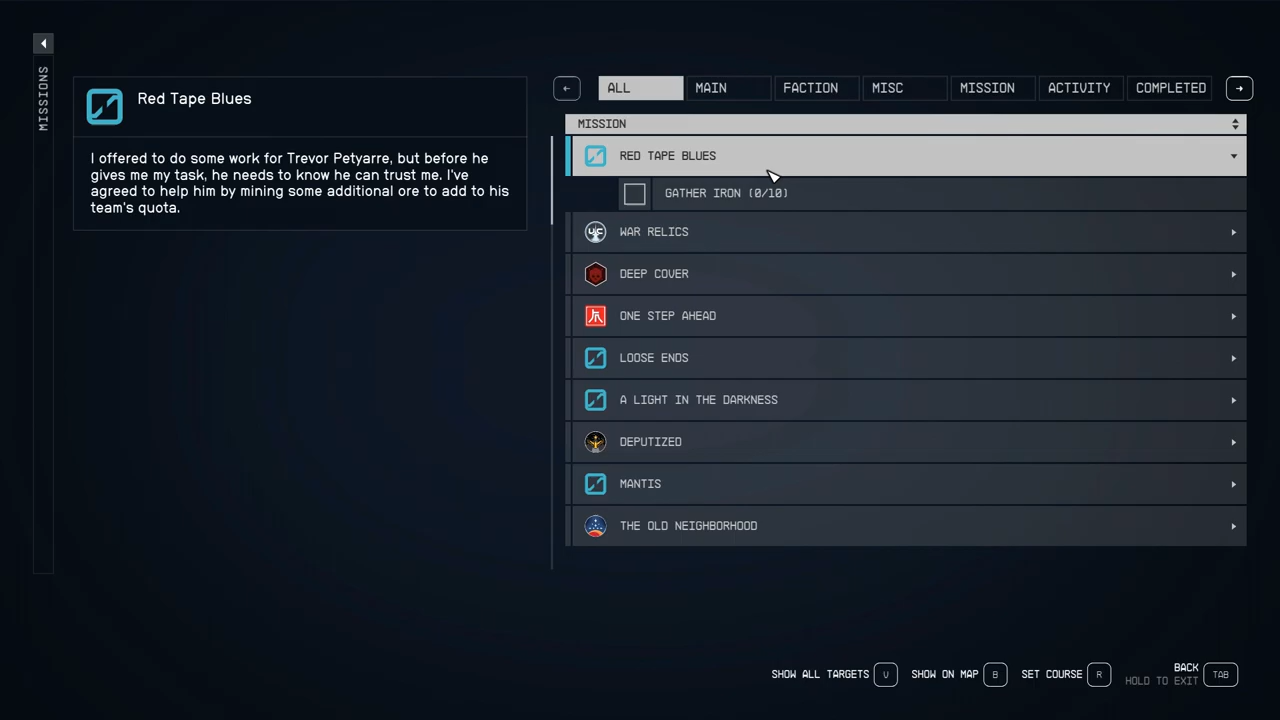 MISSIONS
Red Tape Blues
I offered to do some work for Trevor Petyarre, but before he
gives me my task, he needs to know he can trust me. I've
agreed to help him by mining some additional ore to add to his
team's quota.
ALL MAIN FACTION MISC MISSION ACTIVITY COMPLETED
MISSION
RED TAPE BLUES
GATHER IRON (0/10)
WAR RELICS
DEEP COVER
ONE STEP AHEAD
LOOSE ENDS
A LIGHT IN THE DARKNESS
DEPUTIZED
MANTIS
THE OLD NEIGHBORHOOD
SHOW ALL TARGETS V SHOW ON MAP B SET COURSE R BACK TAB
HOLD TO EXIT